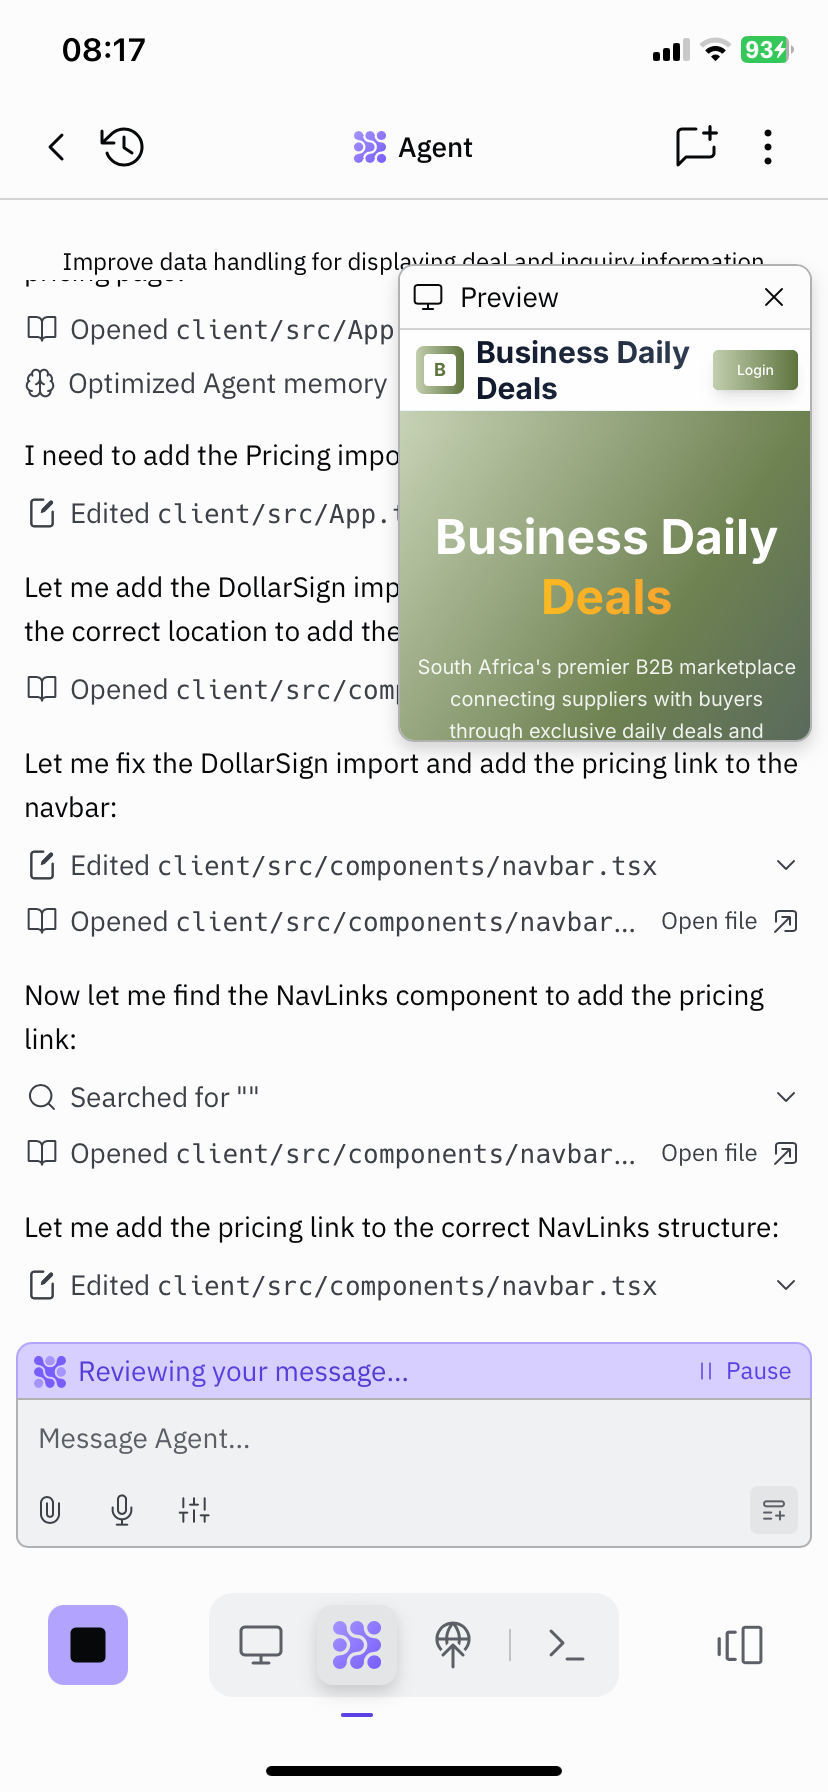 08:17
93
Agent
Improve data handling for displaying deal and inquiry information
pricing page:
Opened client/src/App
Optimized Agent memory
I need to add the Pricing impo
Edited client/src/App.t
Let me add the DollarSign imp
the correct location to add the
Opened client/src/comp
Preview
B
Business Daily
Deals
Login
Business Daily
Deals
South Africa's premier B2B marketplace
connecting suppliers with buyers
through exclusive daily deals and
Let me fix the DollarSign import and add the pricing link to the
navbar:
Edited client/src/components/navbar.tsx
Opened client/src/components/navbar... Open file
Now let me find the NavLinks component to add the pricing
link:
Searched for ""
Opened client/src/components/navbar... Open file
Let me add the pricing link to the correct NavLinks structure:
Edited client/src/components/navbar.tsx
Reviewing your message... Pause
Message Agent...